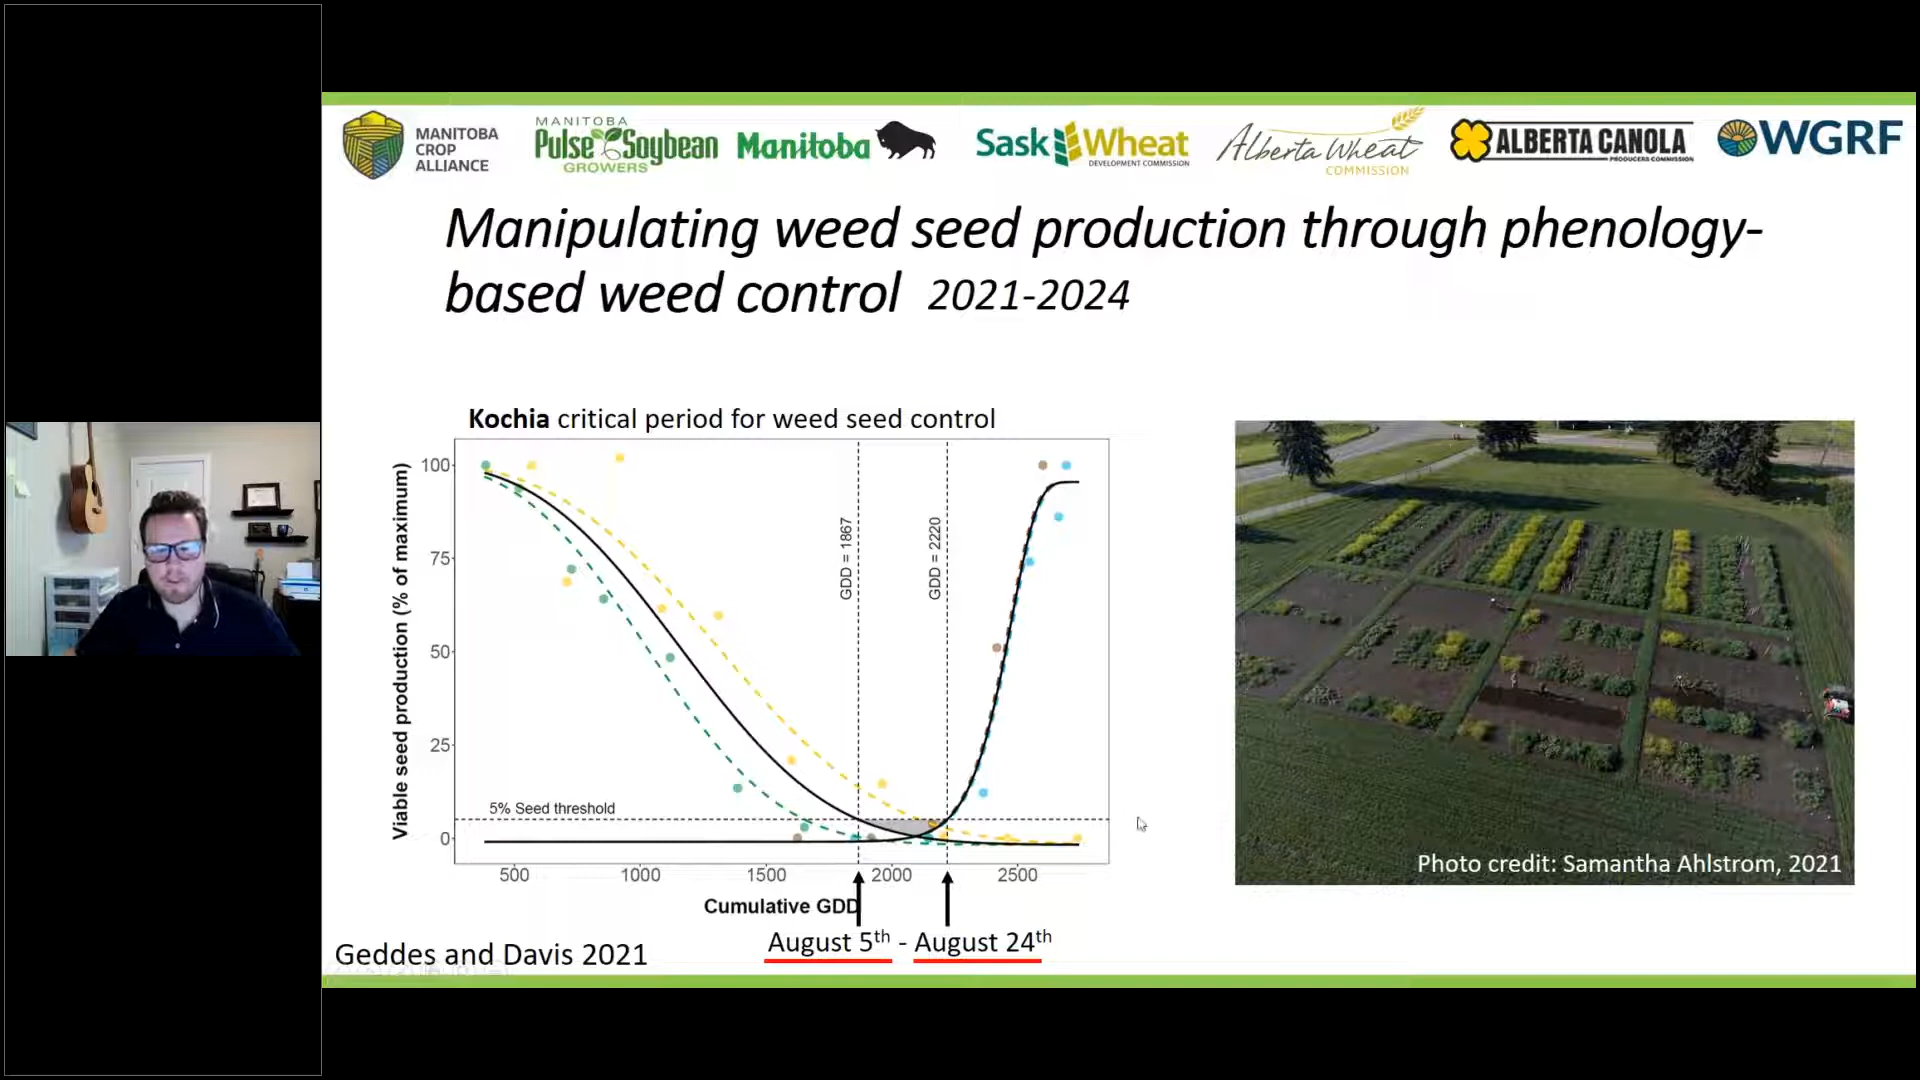 MANITOBA
CROP
ALLIANCE
MANITOBA
Pulse Soybean
GROWERS
Manitoba
Sask Wheat
DEVELOPMENT COMMISSION
Alberta Wheat
COMMISSION
ALBERTA CANOLA
PRODUCERS COMMISSION
WGRF
Manipulating weed seed production through phenology-
based weed control 2021-2024
Kochia critical period for weed seed control
Viable seed production (% of maximum)
100
75
50
25
0
GDD = 1867
GDD = 2220
5% Seed threshold
500 1000 1500 2000 2500
Cumulative GDD
August 5th - August 24th
Geddes and Davis 2021
Photo credit: Samantha Ahlstrom, 2021